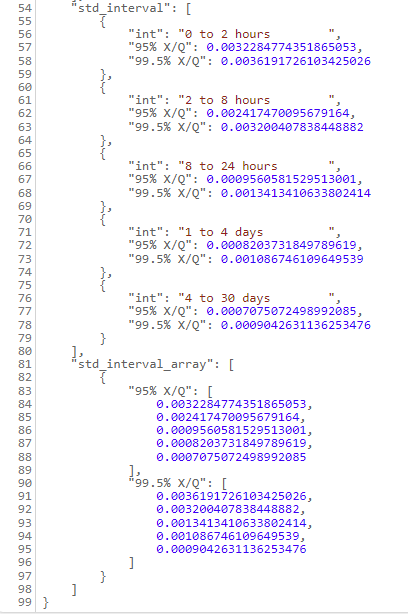 54 "std_interval": [
55 {
56 "int": "0 to 2 hours         ",
57 "95% X/Q": 0.0032284774351865053,
58 "99.5% X/Q": 0.0036191726103425026
59 },
60 {
61 "int": "2 to 8 hours         ",
62 "95% X/Q": 0.002417470095679164,
63 "99.5% X/Q": 0.003200407838448882
64 },
65 {
66 "int": "8 to 24 hours        ",
67 "95% X/Q": 0.0009560581529513001,
68 "99.5% X/Q": 0.0013413410633802414
69 },
70 {
71 "int": "1 to 4 days          ",
72 "95% X/Q": 0.0008203731849789619,
73 "99.5% X/Q": 0.001086746109649539
74 },
75 {
76 "int": "4 to 30 days         ",
77 "95% X/Q": 0.0007075072498992085,
78 "99.5% X/Q": 0.0009042631136253476
79 }
80 ],
81 "std_interval_array": [
82 {
83 "95% X/Q": [
84 0.0032284774351865053,
85 0.002417470095679164,
86 0.0009560581529513001,
87 0.0008203731849789619,
88 0.0007075072498992085
89 ],
90 "99.5% X/Q": [
91 0.0036191726103425026,
92 0.003200407838448882,
93 0.0013413410633802414,
94 0.001086746109649539,
95 0.0009042631136253476
96 ]
97 }
98 ]
99 }